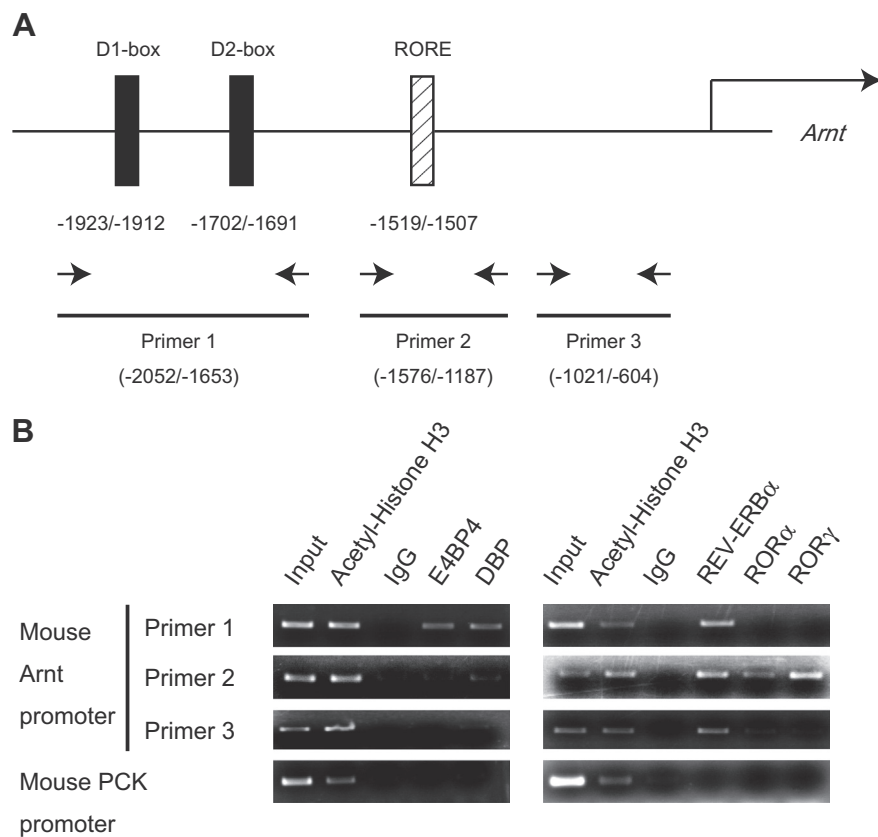 A
D1-box D2-box RORE
Arnt
-1923/-1912 -1702/-1691 -1519/-1507
Primer 1 Primer 2 Primer 3
(-2052/-1653) (-1576/-1187) (-1021/-604)
B
Input Acetyl-Histone H3 IgG E4BP4 DBP Input Acetyl-Histone H3 IgG REV-ERBα RORα RORγ
Mouse Arnt promoter
Primer 1
Primer 2
Primer 3
Mouse PCK
promoter